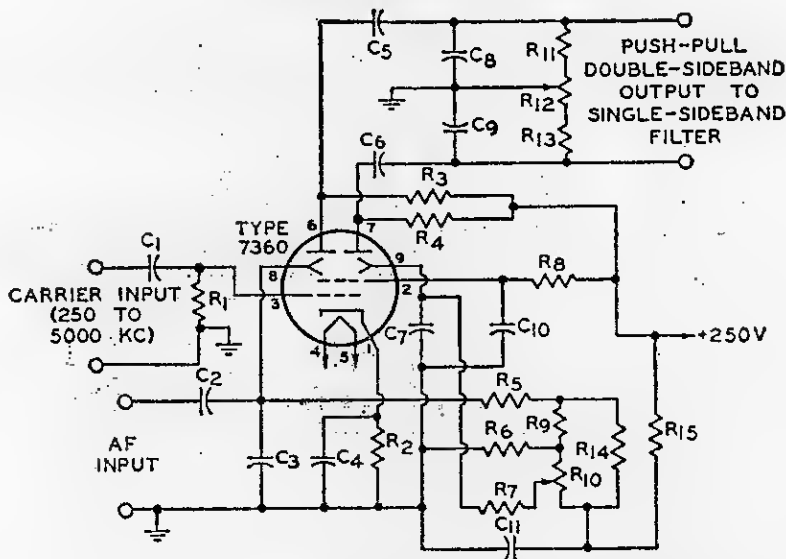 C5
C8
R11
R12
C9
R13
PUSH-PULL
DOUBLE-SIDEBAND
OUTPUT TO
SINGLE-SIDEBAND
FILTER
C6
R3
R4
TYPE
7360
6
7
8
9
2
3
4
5
1
C1
R1
CARRIER INPUT
(250 TO
5000 KC)
C7
C10
R8
+250V
C2
AF
INPUT
C3
C4
R2
R5
R6
R9
R14
R15
R7
R10
C11